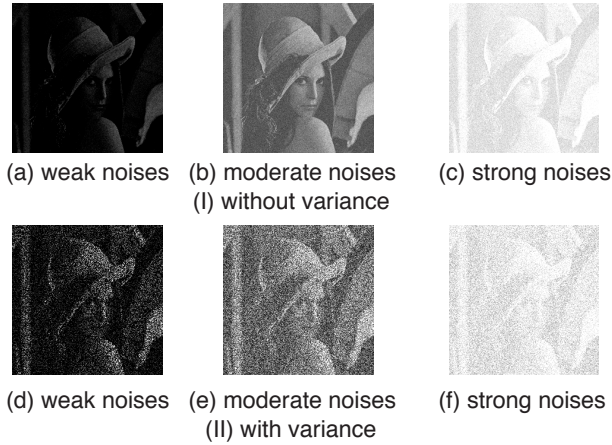 (a) weak noises (b) moderate noises (c) strong noises
(I) without variance
(d) weak noises (e) moderate noises (f) strong noises
(II) with variance